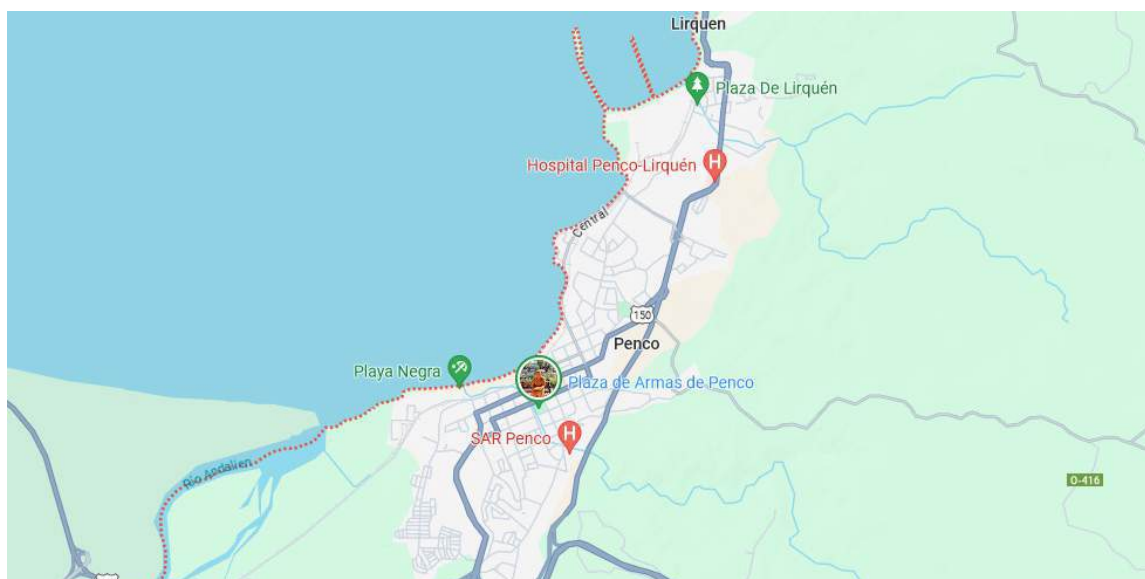 Lirquen
Plaza De Lirquén
Hospital Penco-Lirquén
Central
150
Penco
Playa Negra
Plaza de Armas de Penco
SAR Penco
Río Andalien
O-416